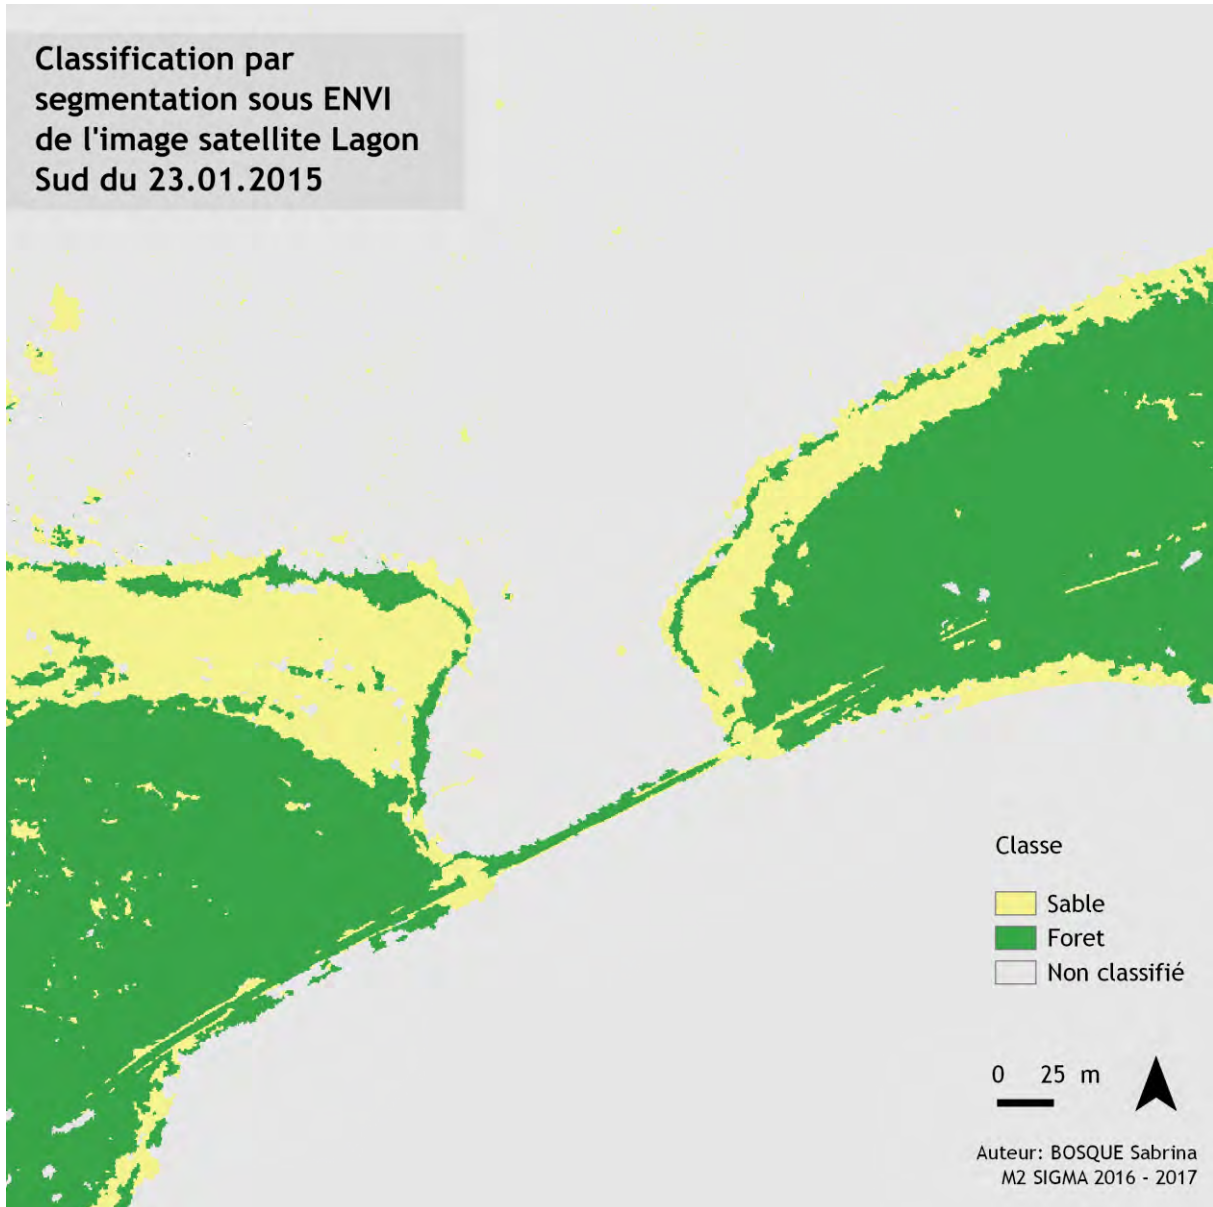 Classification par
segmentation sous ENVI
de l'image satellite Lagon
Sud du 23.01.2015
Classe
Sable
Foret
Non classifié
0 25 m
Auteur: BOSQUE Sabrina
M2 SIGMA 2016 - 2017